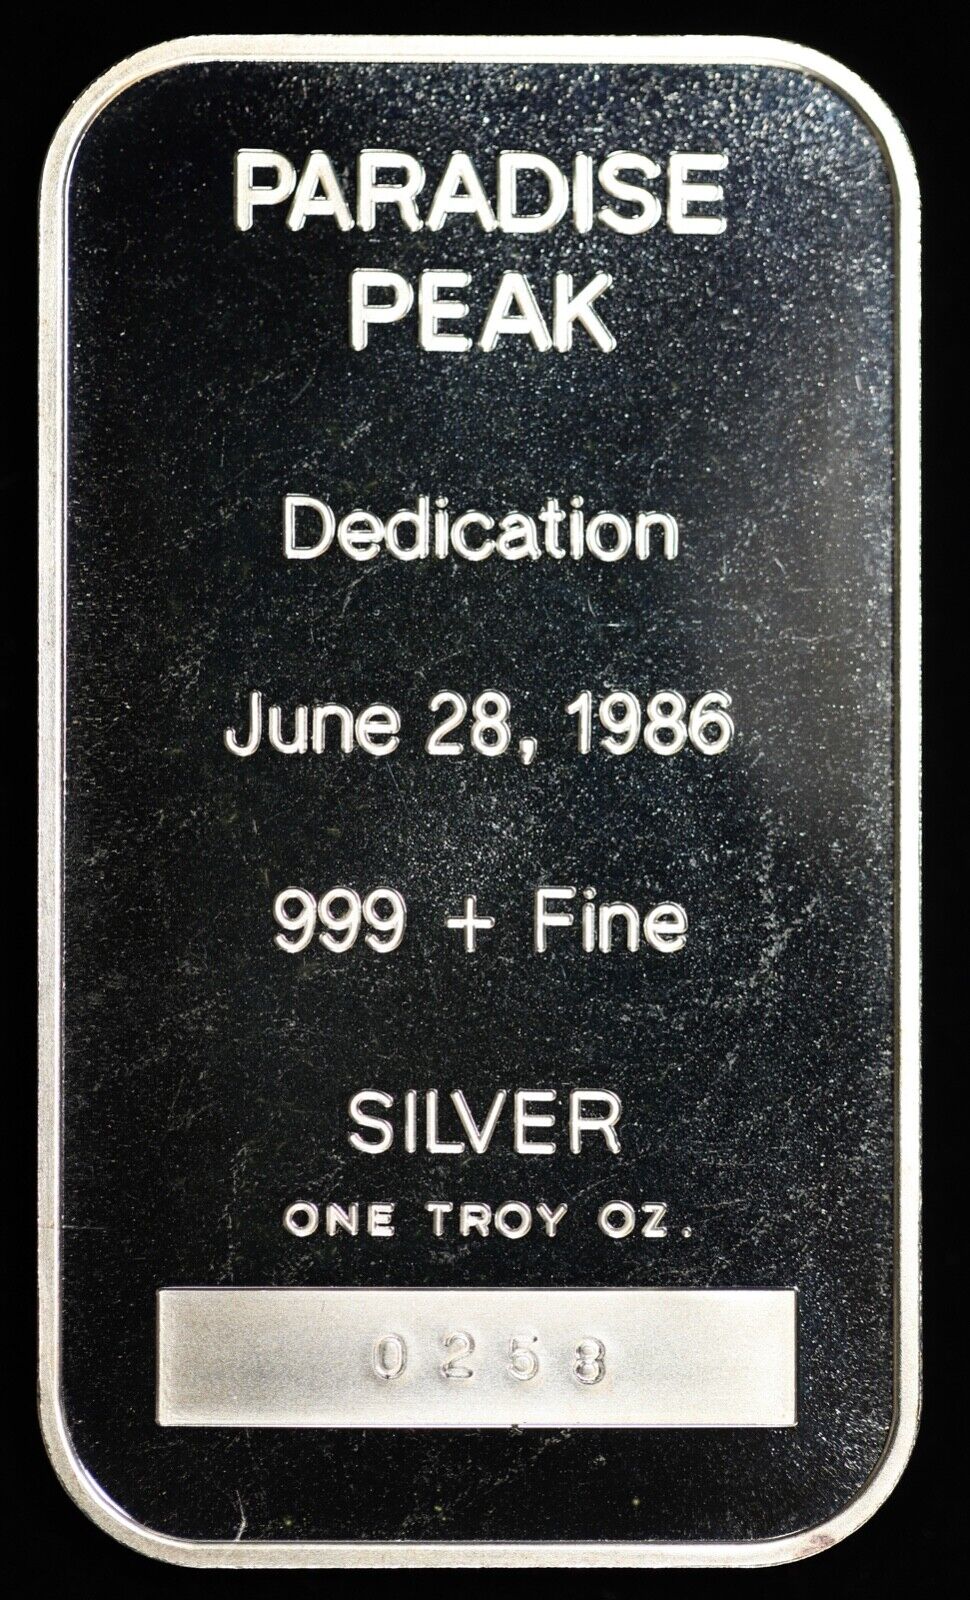 PARADISE
PEAK
Dedication
June 28, 1986
999 + Fine
SILVER
ONE TROY OZ.
0258